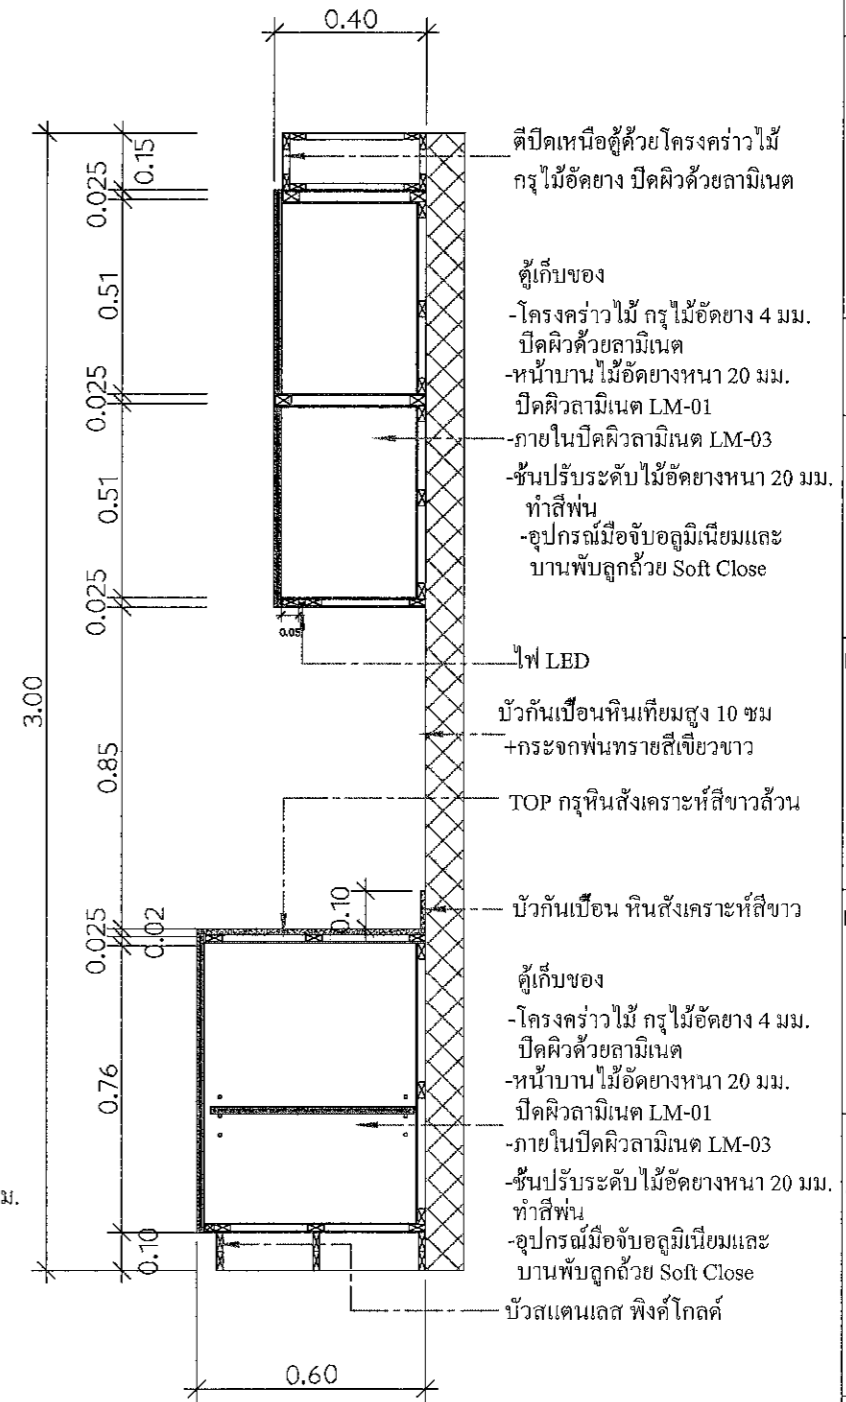 0.40
ตีปิดเหนือตู้ด้วยโครงคร่าวไม้
กรุไม้อัดยาง ปิดผิวด้วยลามิเนต
0.15
0.025
0.51
0.025
0.51
0.025
ตู้เก็บของ
-โครงคร่าวไม้ กรุไม้อัดยาง 4 มม.
ปิดผิวด้วยลามิเนต
-หน้าบานไม้อัดยางหนา 20 มม.
ปิดผิวลามิเนต LM-01
-ภายในปิดผิวลามิเนต LM-03
-ชั้นปรับระดับไม้อัดยางหนา 20 มม.
ทำสีพ่น
-อุปกรณ์มือจับอลูมิเนียมและ
บานพับลูกถ้วย Soft Close
0.05
ไฟ LED
3.00
บัวกันเปื้อนหินเทียมสูง 10 ซม
+กระจกพ่นทรายสีเขียวขาว
0.85
TOP กรุหินสังเคราะห์สีขาวล้วน
0.10
บัวกันเปื้อน หินสังเคราะห์สีขาว
0.02
0.025
ตู้เก็บของ
-โครงคร่าวไม้ กรุไม้อัดยาง 4 มม.
ปิดผิวด้วยลามิเนต
-หน้าบานไม้อัดยางหนา 20 มม.
ปิดผิวลามิเนต LM-01
-ภายในปิดผิวลามิเนต LM-03
-ชั้นปรับระดับไม้อัดยางหนา 20 มม.
ทำสีพ่น
-อุปกรณ์มือจับอลูมิเนียมและ
บานพับลูกถ้วย Soft Close
0.76
ม.
0.10
บัวสแตนเลส พิงค์โกลด์
0.60